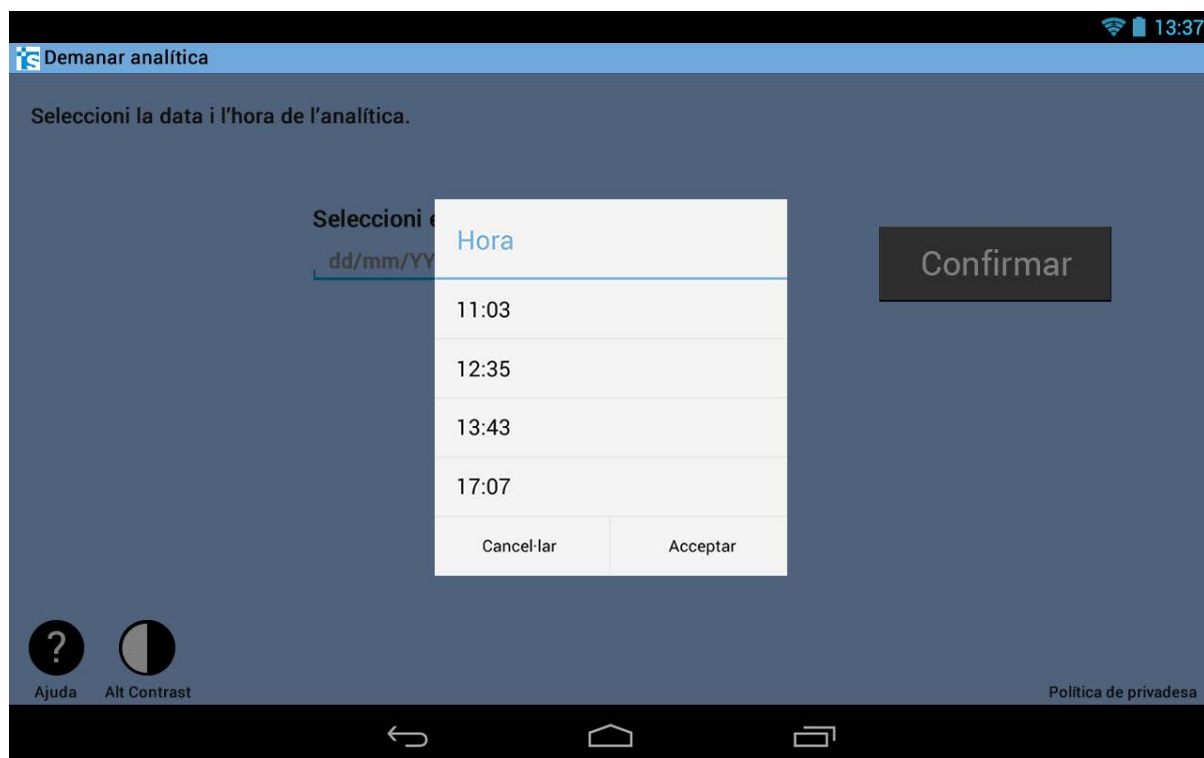 13:37
Demanar analítica
Seleccioni la data i l'hora de l'analítica.
Seleccioni e
dd/mm/YY
Confirmar
Hora
11:03
12:35
13:43
17:07
Cancel·lar Acceptar
?
Ajuda Alt Contrast
Política de privadesa